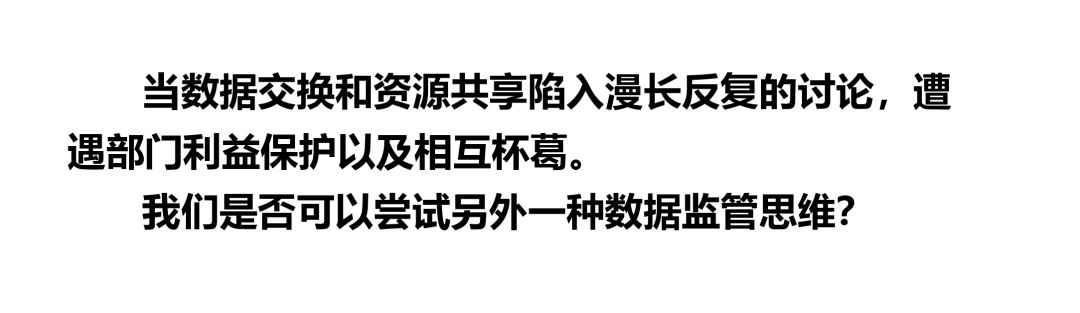 当数据交换和资源共享陷入漫长反复的讨论，遭
遇部门利益保护以及相互杯葛。
我们是否可以尝试另外一种数据监管思维？